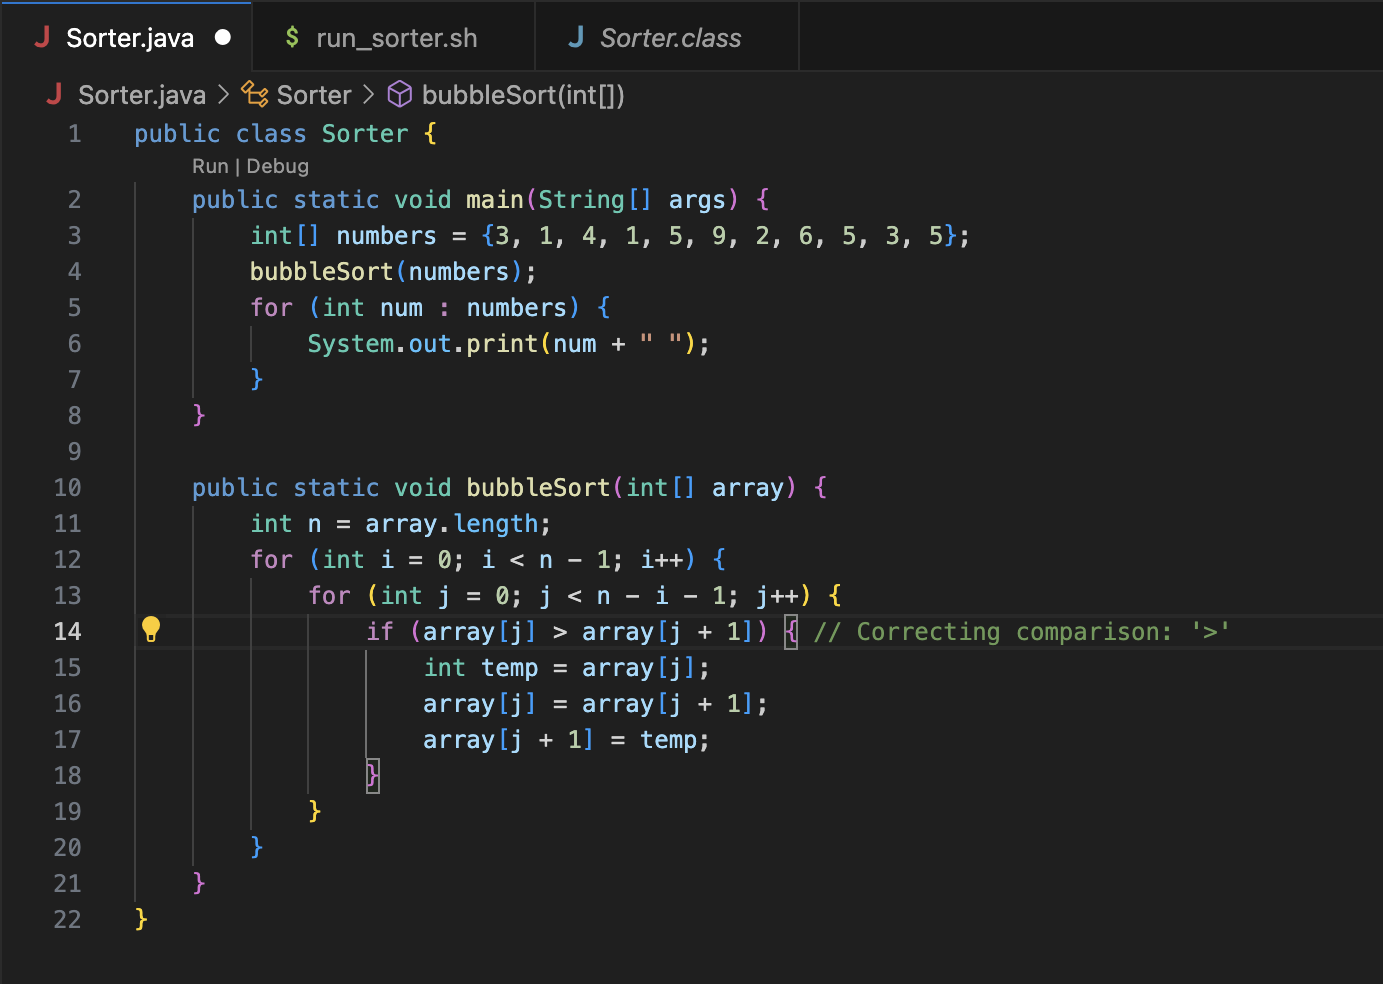 Sorter.java
run_sorter.sh
Sorter.class
Sorter.java > Sorter > bubbleSort(int[])
1 public class Sorter {
Run | Debug
2     public static void main(String[] args) {
3         int[] numbers = {3, 1, 4, 1, 5, 9, 2, 6, 5, 3, 5};
4         bubbleSort(numbers);
5         for (int num : numbers) {
6             System.out.print(num + " ");
7         }
8     }
9
10     public static void bubbleSort(int[] array) {
11         int n = array.length;
12         for (int i = 0; i < n - 1; i++) {
13             for (int j = 0; j < n - i - 1; j++) {
14                 if (array[j] > array[j + 1]) { // Correcting comparison: '>'
15                     int temp = array[j];
16                     array[j] = array[j + 1];
17                     array[j + 1] = temp;
18                 }
19             }
20         }
21     }
22 }